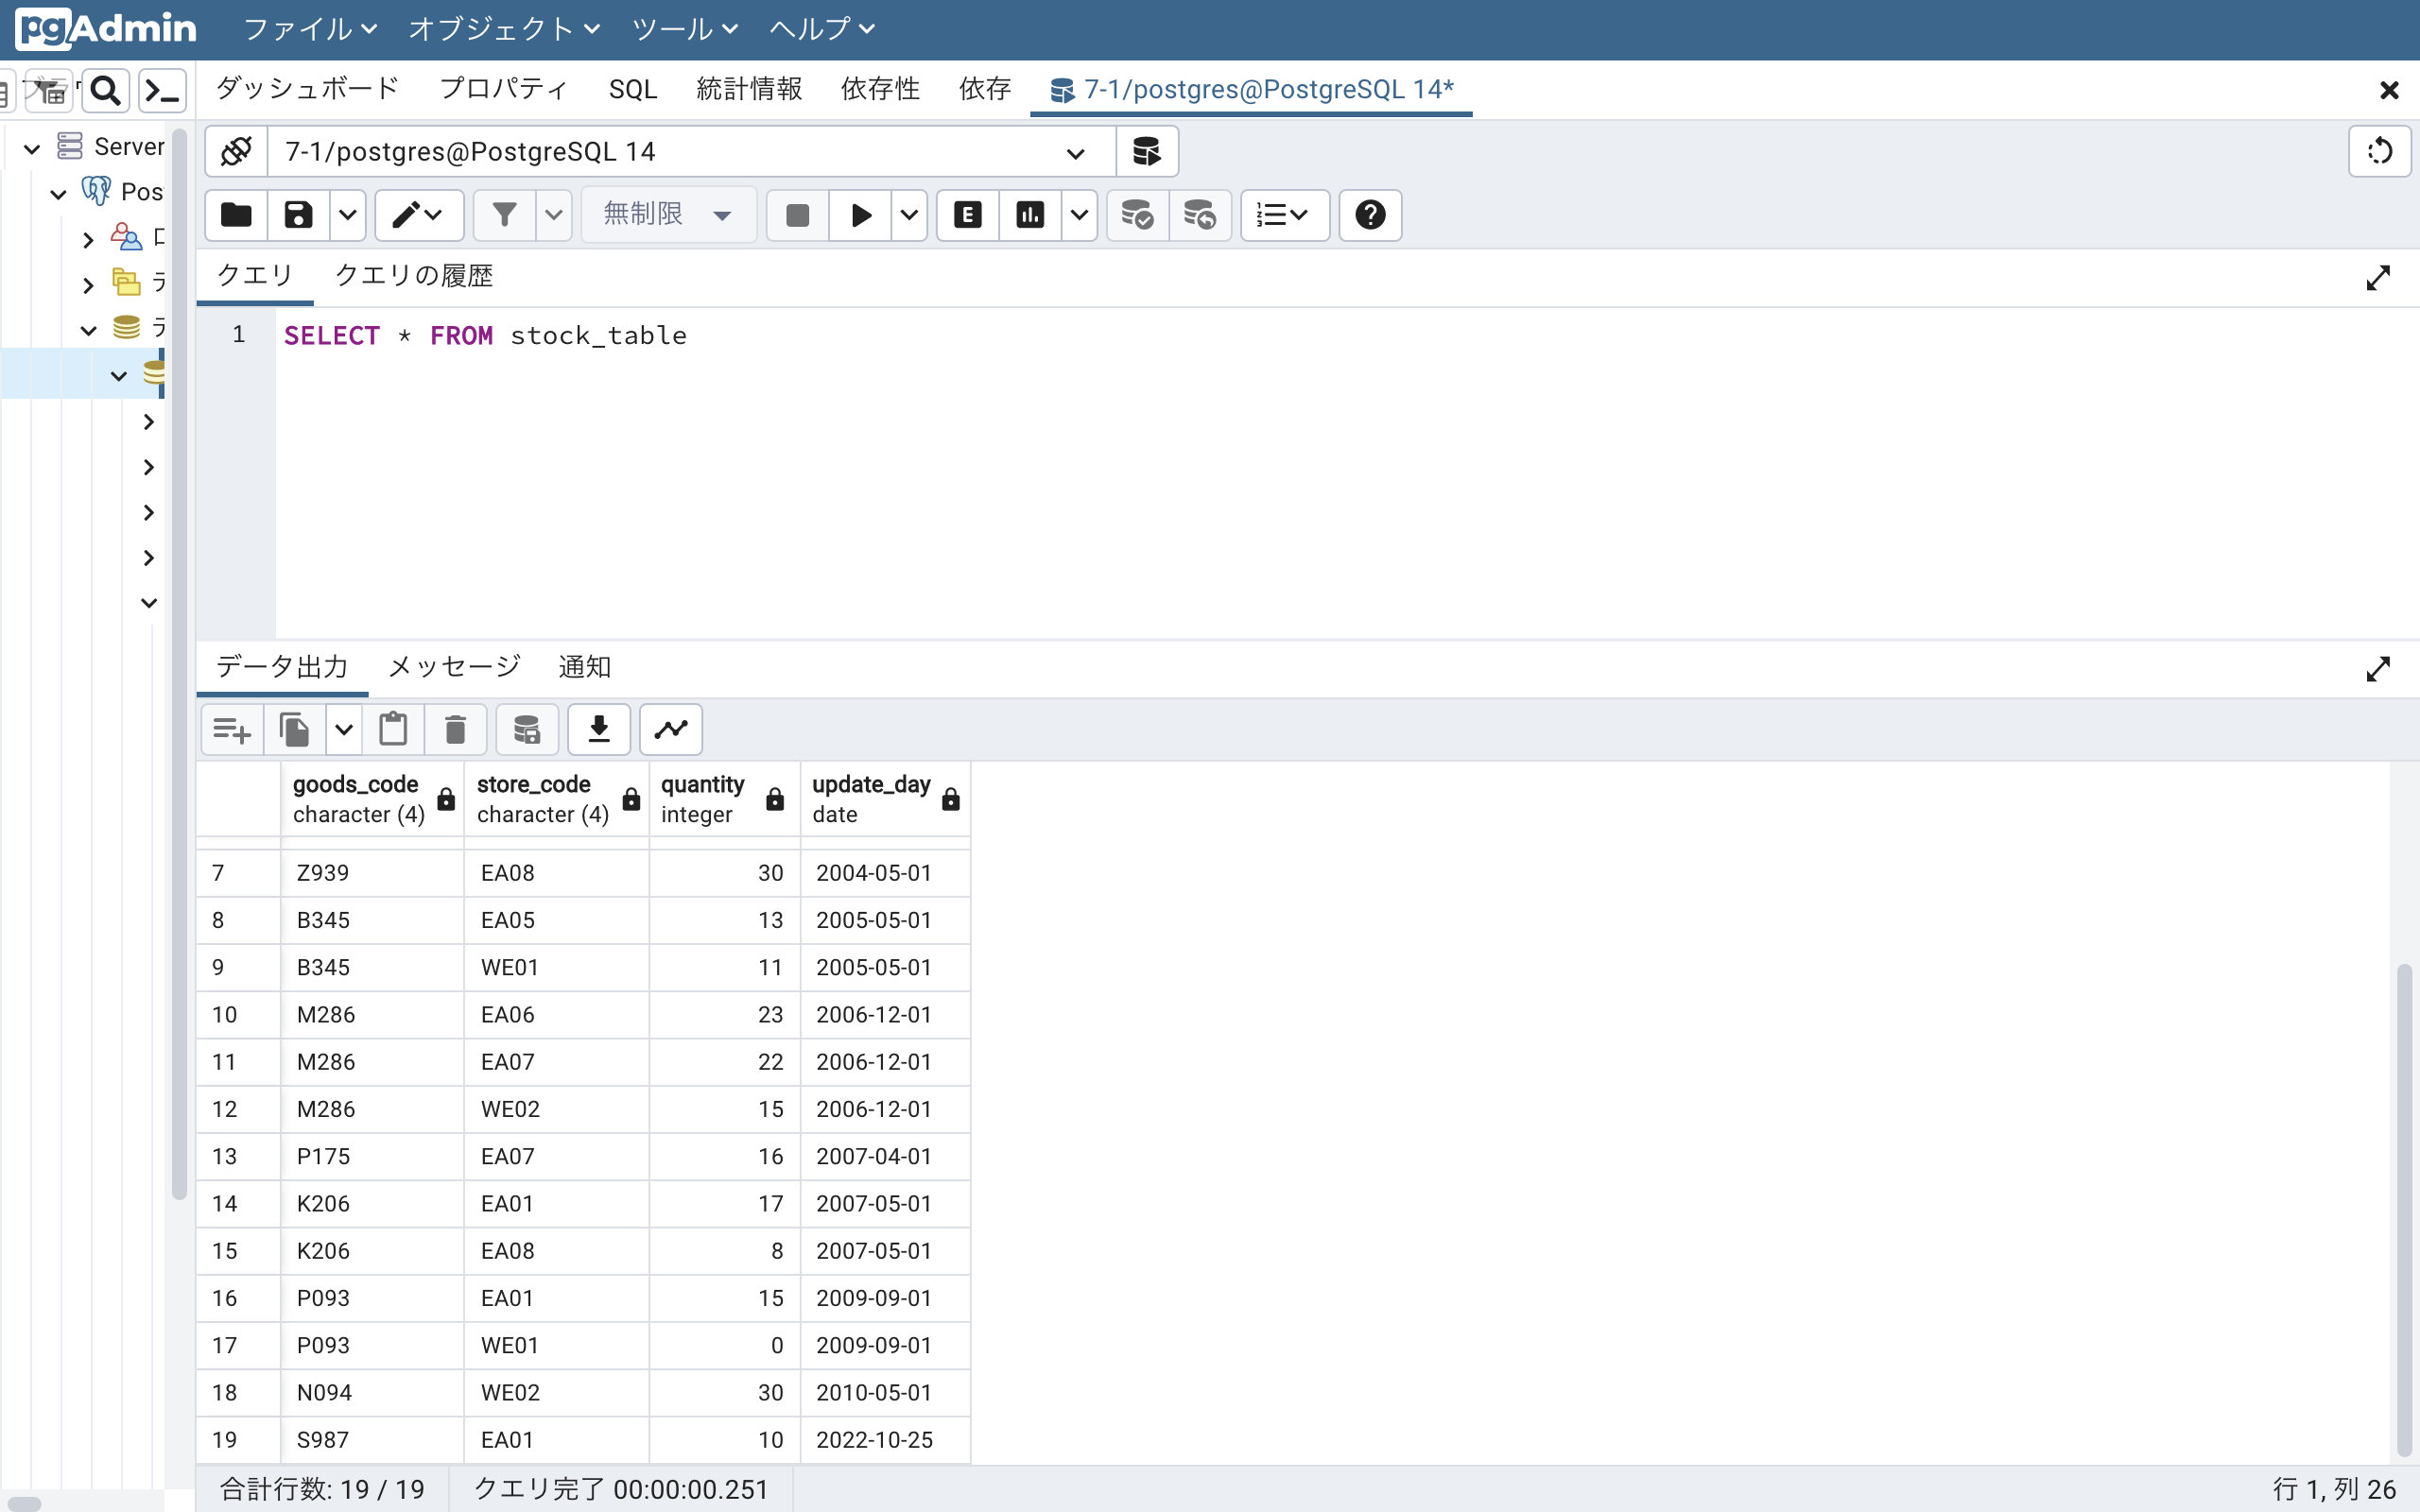 pgAdmin ファイル オブジェクト ツール ヘルプ
ダッシュボード プロパティ SQL 統計情報 依存性 依存 7-1/postgres@PostgreSQL 14*
Server
Pos
7-1/postgres@PostgreSQL 14
無制限
E
クエリ クエリの履歴
1 SELECT * FROM stock_table
データ出力 メッセージ 通知
goods_code store_code quantity update_day
character (4) character (4) integer date
7 Z939 EA08 30 2004-05-01
8 B345 EA05 13 2005-05-01
9 B345 WE01 11 2005-05-01
10 M286 EA06 23 2006-12-01
11 M286 EA07 22 2006-12-01
12 M286 WE02 15 2006-12-01
13 P175 EA07 16 2007-04-01
14 K206 EA01 17 2007-05-01
15 K206 EA08 8 2007-05-01
16 P093 EA01 15 2009-09-01
17 P093 WE01 0 2009-09-01
18 N094 WE02 30 2010-05-01
19 S987 EA01 10 2022-10-25
合計行数: 19 / 19 クエリ完了 00:00:00.251 行 1, 列 26